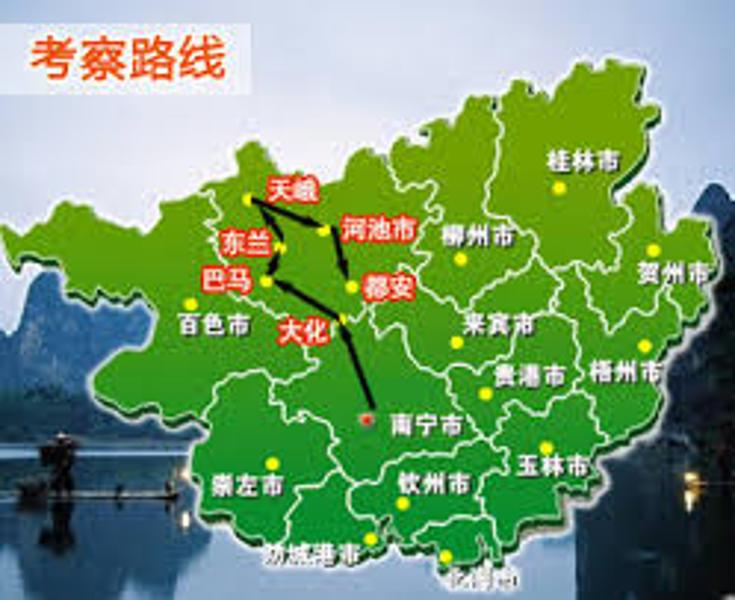 考察路线
桂林市
天峨
河池市
柳州市
东兰
贺州市
巴马
都安
百色市
大化
来宾市
贵港市
梧州市
南宁市
玉林市
崇左市
钦州市
防城港市
北海市